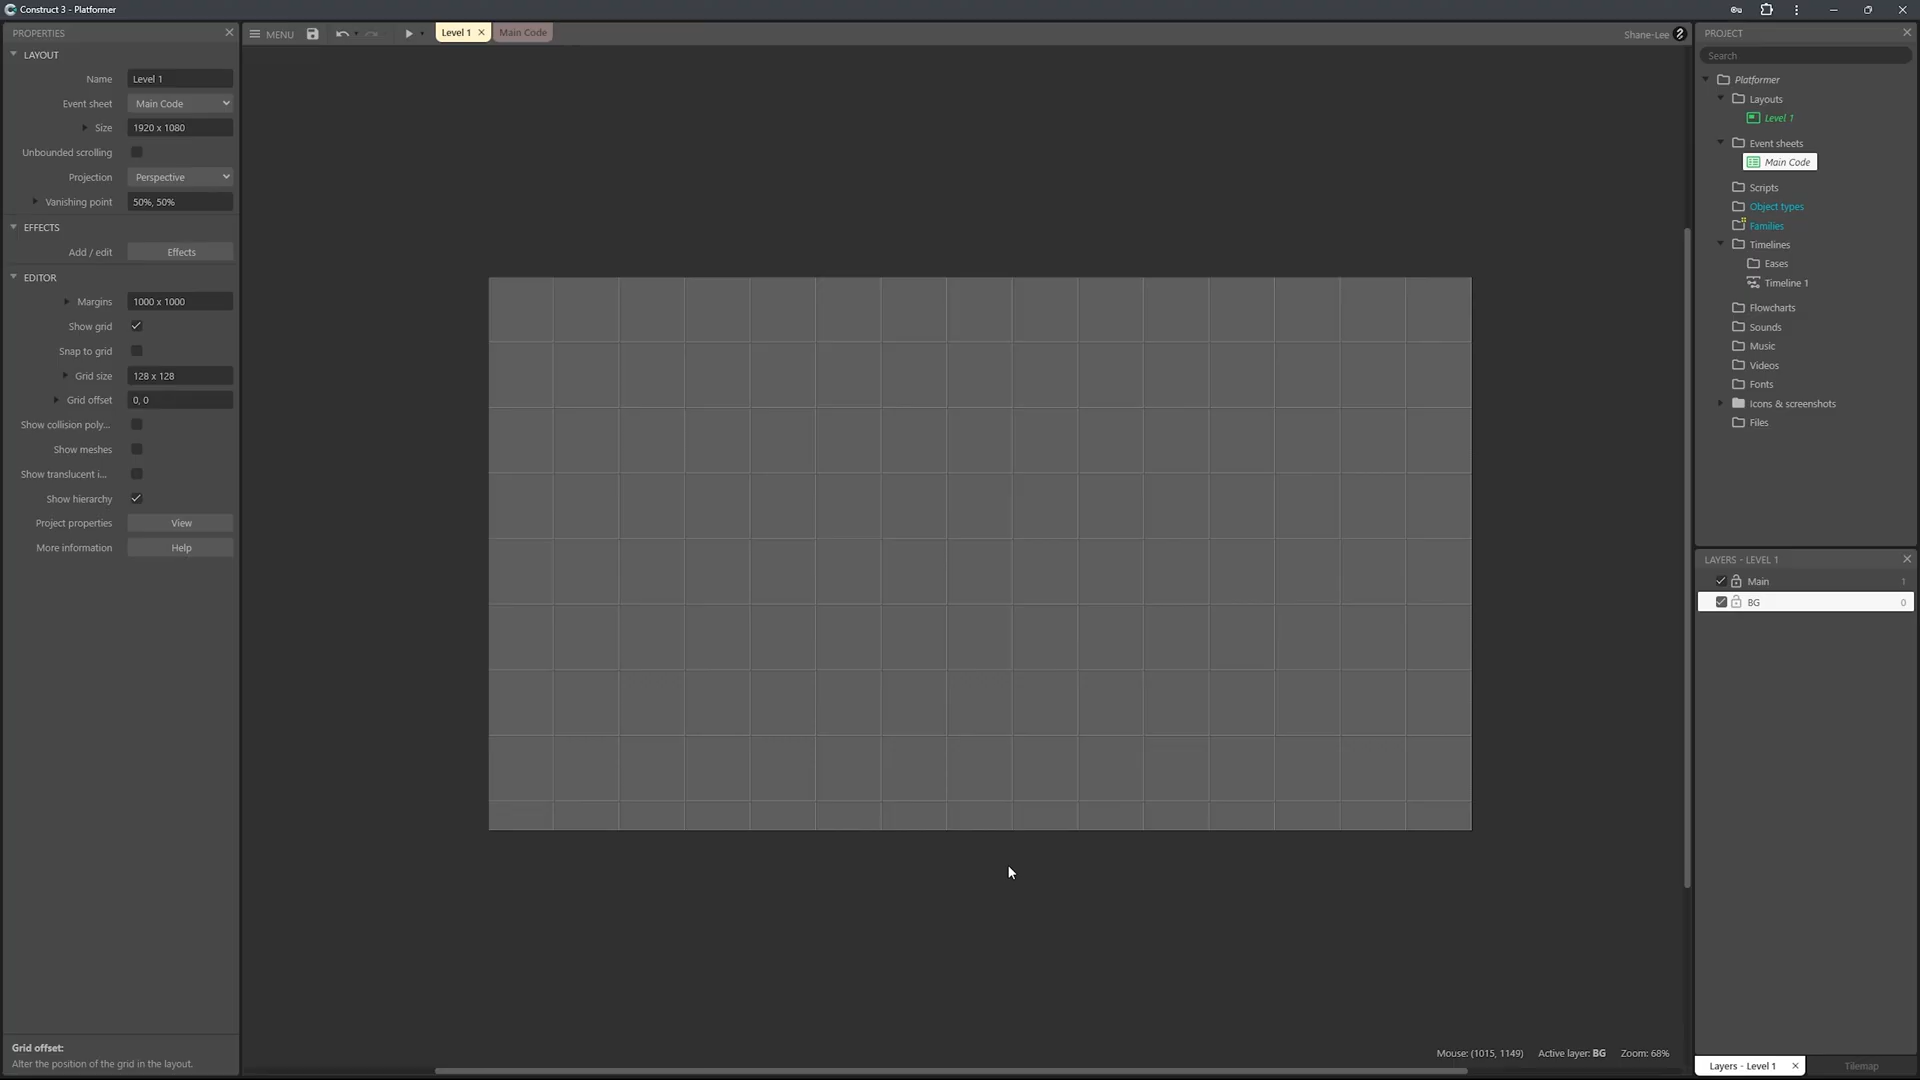 Construct 3 - Platformer
PROPERTIES
LAYOUT
Name
Level 1
Event sheet
Main Code
Size
1920 x 1080
Unbounded scrolling
Projection
Perspective
Vanishing point
50%, 50%
EFFECTS
Add / edit
Effects
EDITOR
Margins
1000 x 1000
Show grid
Snap to grid
Grid size
128 x 128
Grid offset
0, 0
Show collision poly...
Show meshes
Show translucent i...
Show hierarchy
Project properties
View
More information
Help
Grid offset:
Alter the position of the grid in the layout.
MENU
Level 1
Main Code
Shane-Lee
Mouse: (1015, 1149)
Active layer: BG
Zoom: 68%
PROJECT
Search
Platformer
Layouts
Level 1
Event sheets
Main Code
Scripts
Object types
Families
Timelines
Eases
Timeline 1
Flowcharts
Sounds
Music
Videos
Fonts
Icons & screenshots
Files
LAYERS - LEVEL 1
Main
1
BG
0
Layers - Level 1
Tilemap